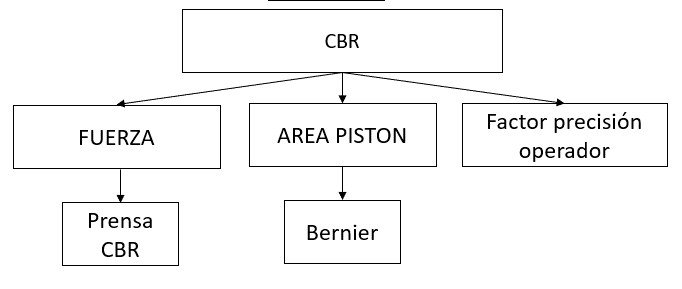 CBR
FUERZA
AREA PISTON
Factor precisión
operador
Prensa
CBR
Bernier